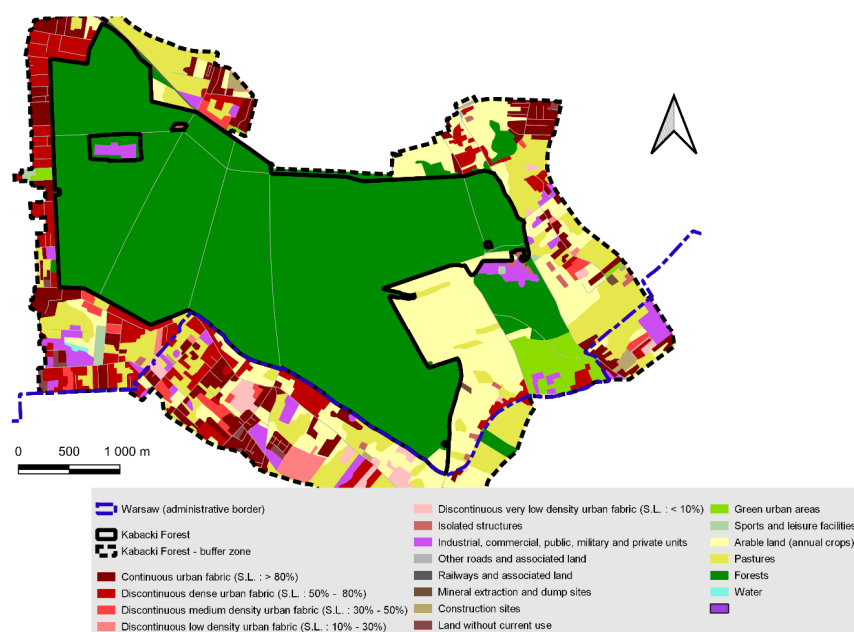 0 500 1 000 m
Warsaw (administrative border)
Kabacki Forest
Kabacki Forest - buffer zone
Continuous urban fabric (S.L. : > 80%)
Discontinuous dense urban fabric (S.L. : 50% - 80%)
Discontinuous medium density urban fabric (S.L. : 30% - 50%)
Discontinuous low density urban fabric (S.L. : 10% - 30%)
Discontinuous very low density urban fabric (S.L. : < 10%)
Isolated structures
Industrial, commercial, public, military and private units
Other roads and associated land
Railways and associated land
Mineral extraction and dump sites
Construction sites
Land without current use
Green urban areas
Sports and leisure facilities
Arable land (annual crops)
Pastures
Forests
Water